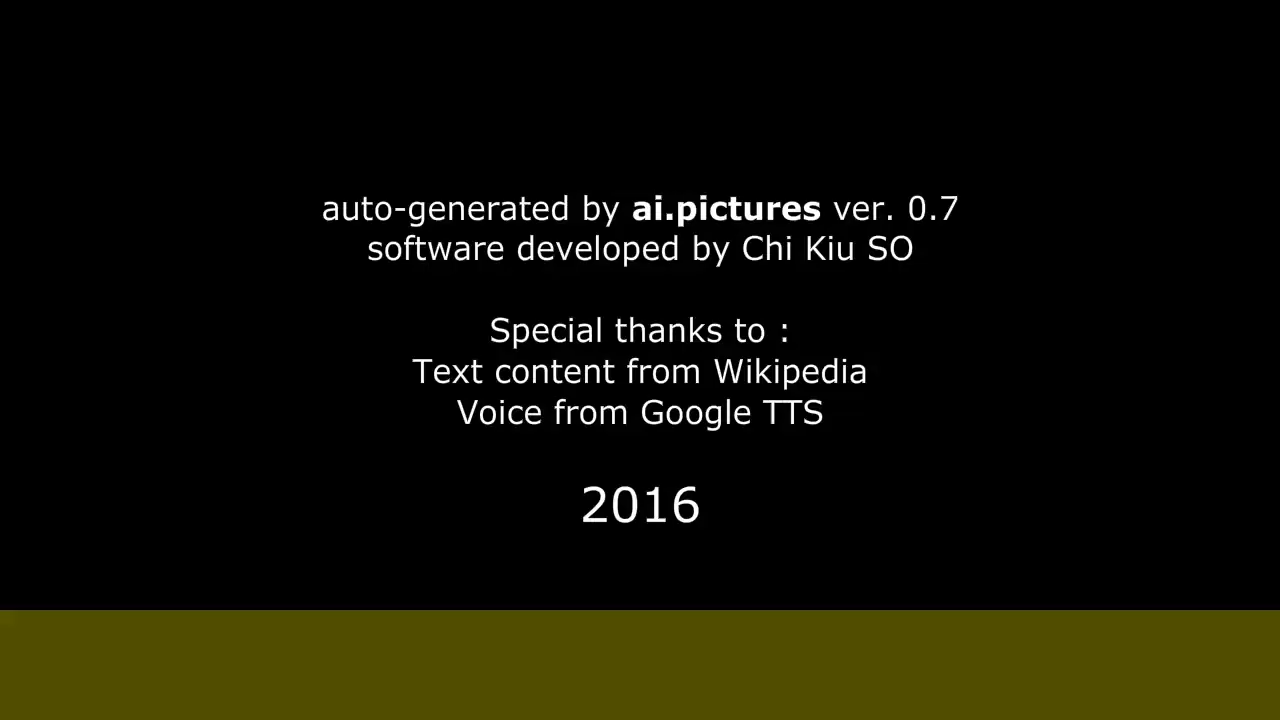 auto-generated by ai.pictures ver. 0.7
software developed by Chi Kiu SO
Special thanks to :
Text content from Wikipedia
Voice from Google TTS
2016